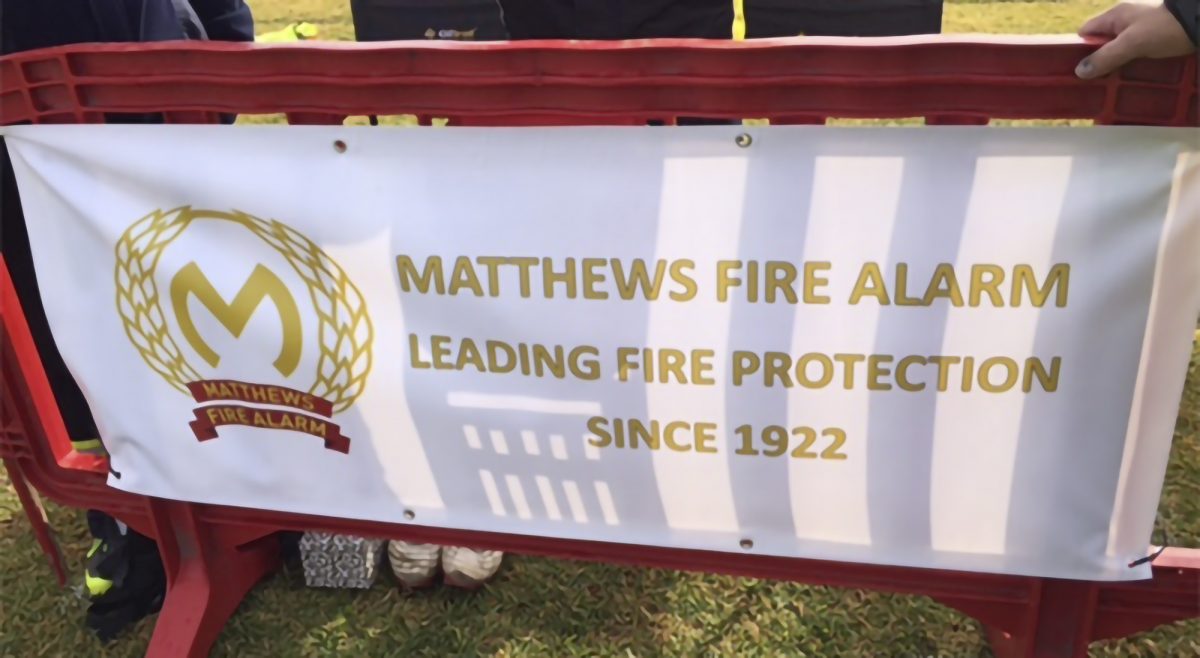 MATTHEWS FIRE ALARM
LEADING FIRE PROTECTION
SINCE 1922
M
MATTHEWS
FIRE ALARM